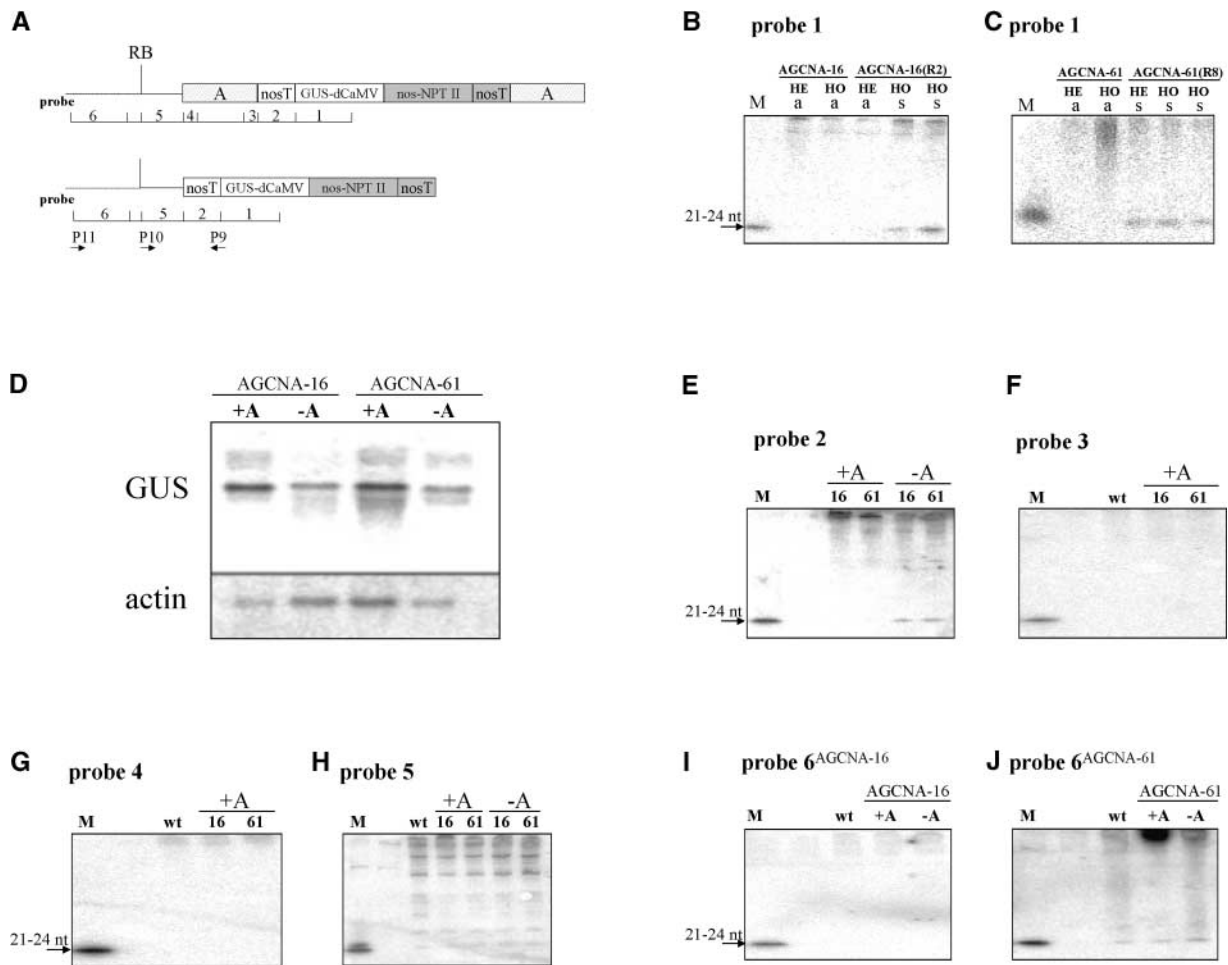 A
RB
A nosT GUS-dCaMV nos-NPT II nosT A
probe
6 5 4 3 2 1
nosT GUS-dCaMV nos-NPT II nosT
probe
6 5 2 1
P11 P10 P9
B probe 1
AGCNA-16 AGCNA-16(R2)
HE HO HE HO HO
M a a a s s
21-24 nt
C probe 1
AGCNA-61 AGCNA-61(R8)
HE HO HE HO HO
M a a s s s
D
AGCNA-16 AGCNA-61
+A -A +A -A
GUS
actin
E probe 2
+A -A
M 16 61 16 61
21-24 nt
F probe 3
+A
M wt 16 61
G probe 4
+A
M wt 16 61
21-24 nt
H probe 5
+A -A
M wt 16 61 16 61
I probe 6AGCNA-16
AGCNA-16
M wt +A -A
21-24 nt
J probe 6AGCNA-61
AGCNA-61
M wt +A -A